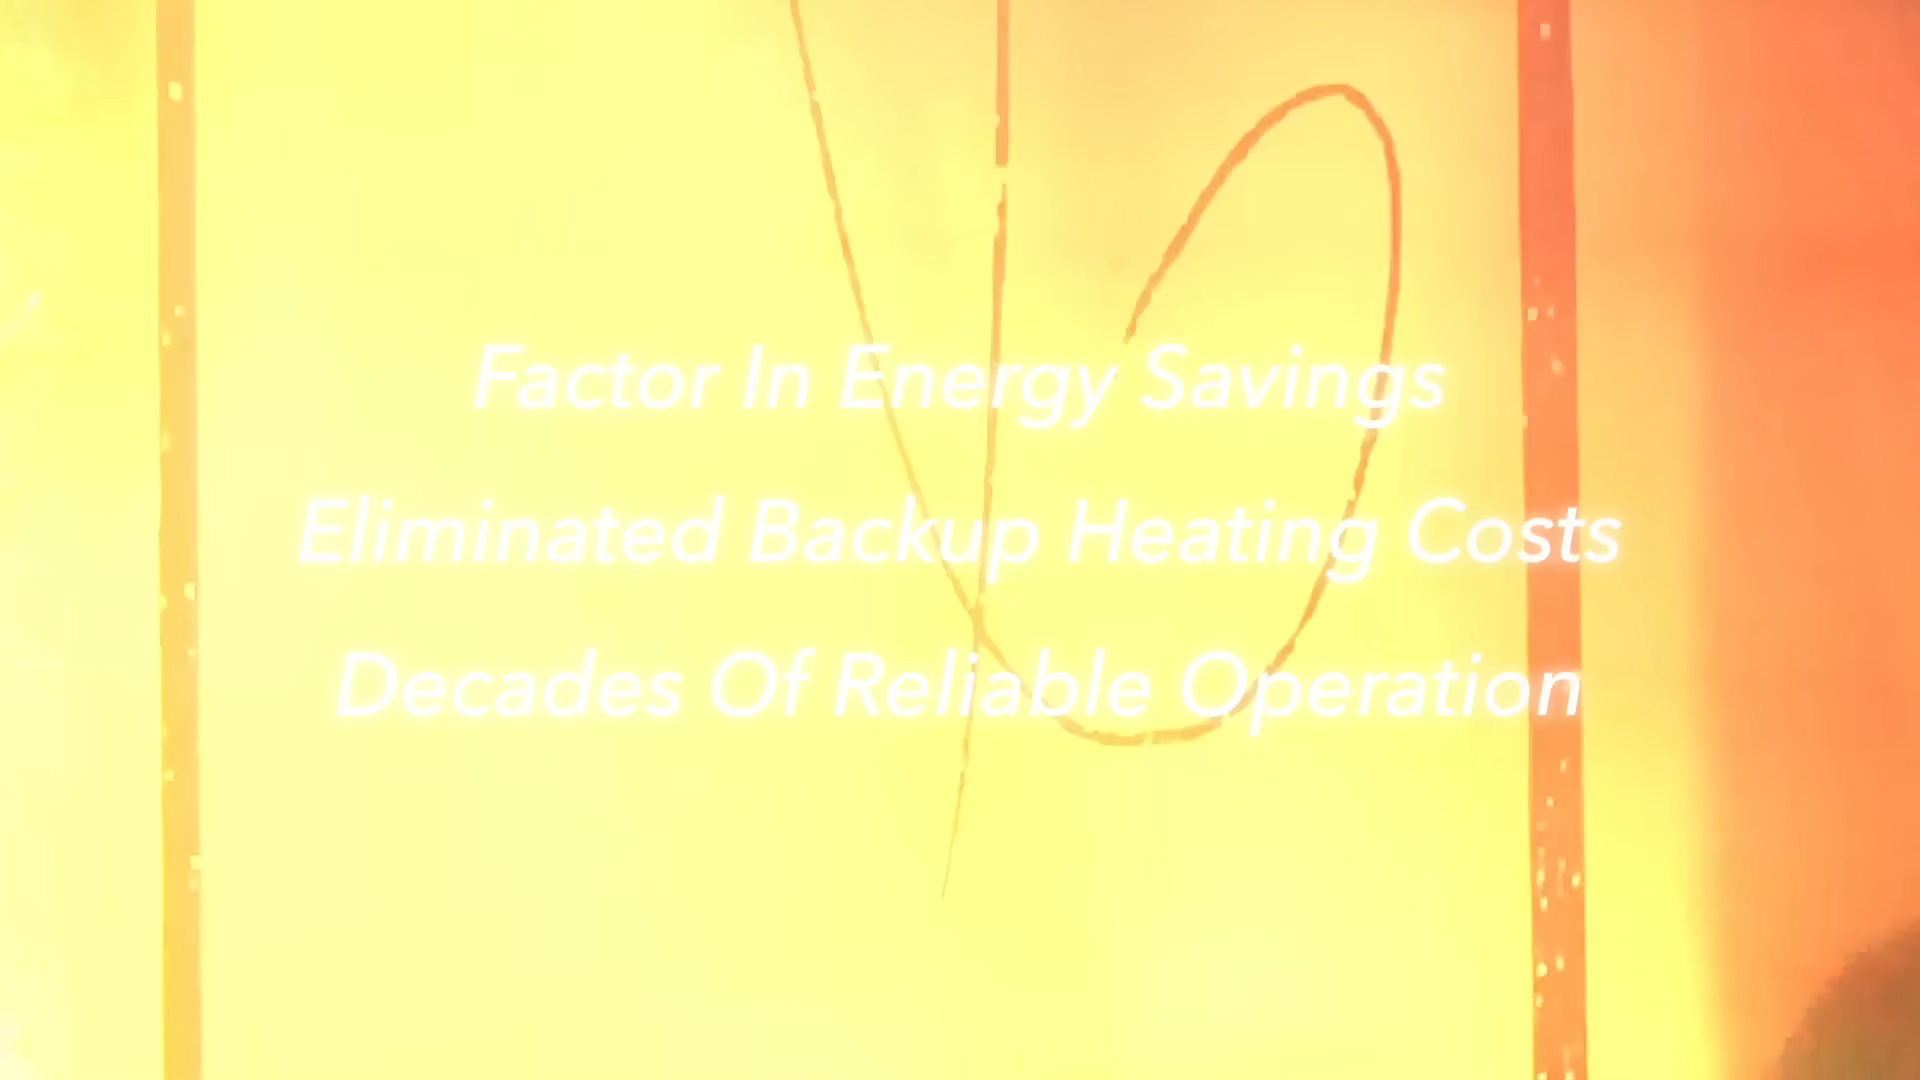 Factor In Energy Savings
Eliminated Backup Heating Costs
Decades Of Reliable Operation